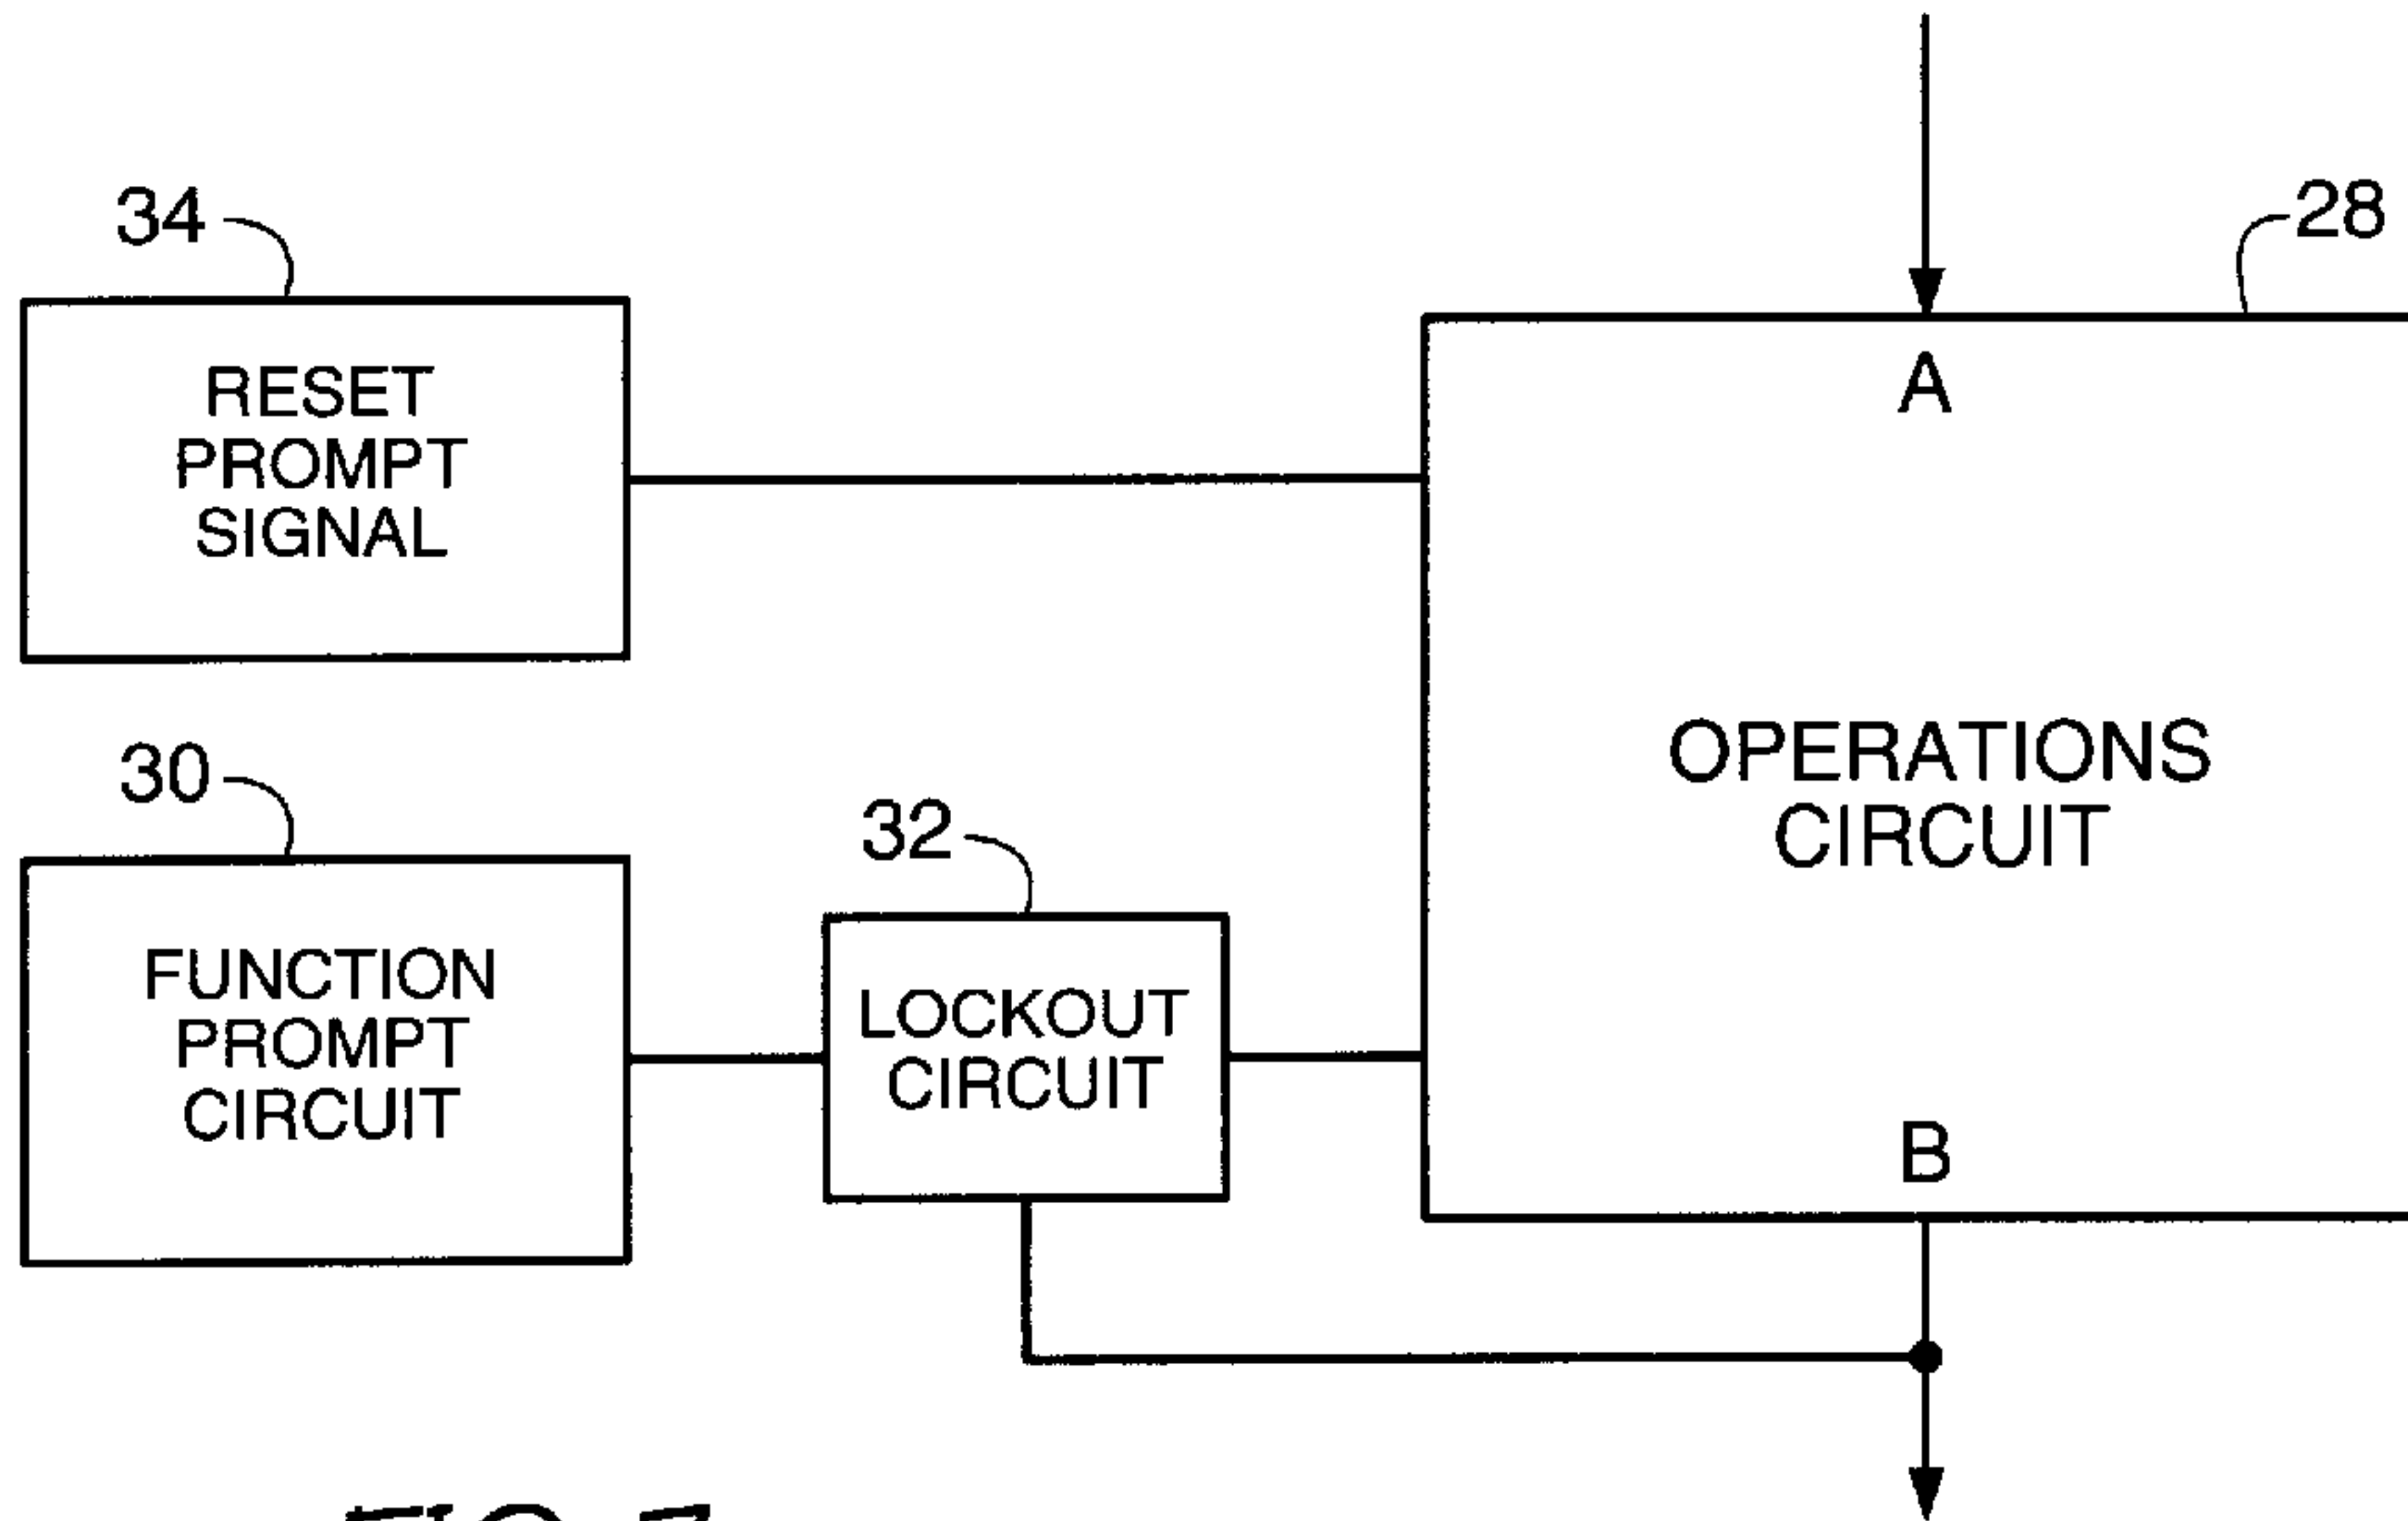 34
28
RESET
PROMPT
SIGNAL
A
30
FUNCTION
PROMPT
CIRCUIT
32
LOCKOUT
CIRCUIT
OPERATIONS
CIRCUIT
B